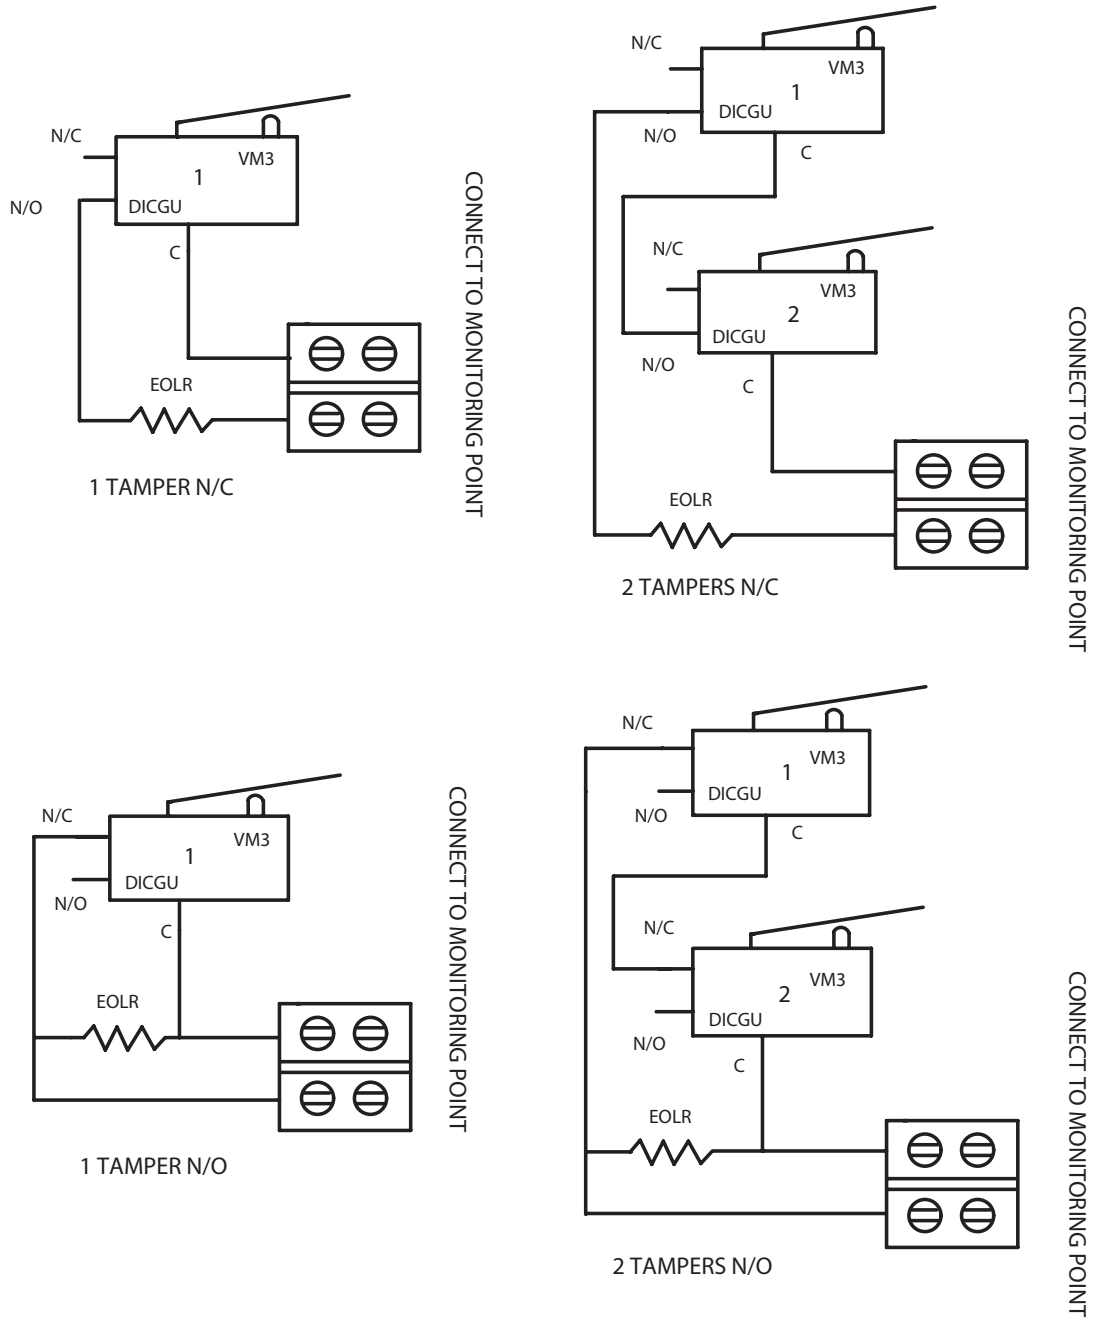 N/C
VM3
1
N/O
DICGU
C
EOLR
1 TAMPER N/C
CONNECT TO MONITORING POINT
N/C
VM3
1
DICGU
N/O
C
N/C
VM3
2
DICGU
N/O
C
EOLR
2 TAMPERS N/C
CONNECT TO MONITORING POINT
N/C
VM3
1
DICGU
N/O
C
EOLR
1 TAMPER N/O
CONNECT TO MONITORING POINT
N/C
VM3
1
DICGU
N/O
C
N/C
VM3
2
DICGU
N/O
C
EOLR
2 TAMPERS N/O
CONNECT TO MONITORING POINT